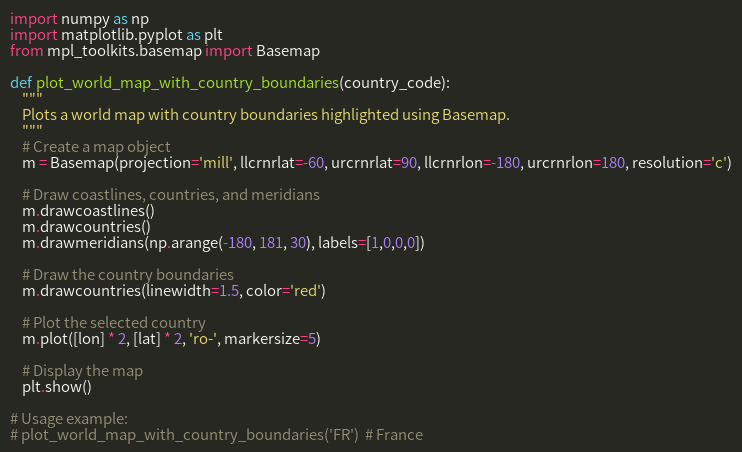 import numpy as np
import matplotlib.pyplot as plt
from mpl_toolkits.basemap import Basemap

def plot_world_map_with_country_boundaries(country_code):
    """
    Plots a world map with country boundaries highlighted using Basemap.
    """
    # Create a map object
    m = Basemap(projection='mill', llcrnrlat=-60, urcrnrlat=90, llcrnrlon=-180, urcrnrlon=180, resolution='c')

    # Draw coastlines, countries, and meridians
    m.drawcoastlines()
    m.drawcountries()
    m.drawmeridians(np.arange(-180, 181, 30), labels=[1,0,0,0])

    # Draw the country boundaries
    m.drawcountries(linewidth=1.5, color='red')

    # Plot the selected country
    m.plot([lon] * 2, [lat] * 2, 'ro-', markersize=5)

    # Display the map
    plt.show()

# Usage example:
# plot_world_map_with_country_boundaries('FR')  # France